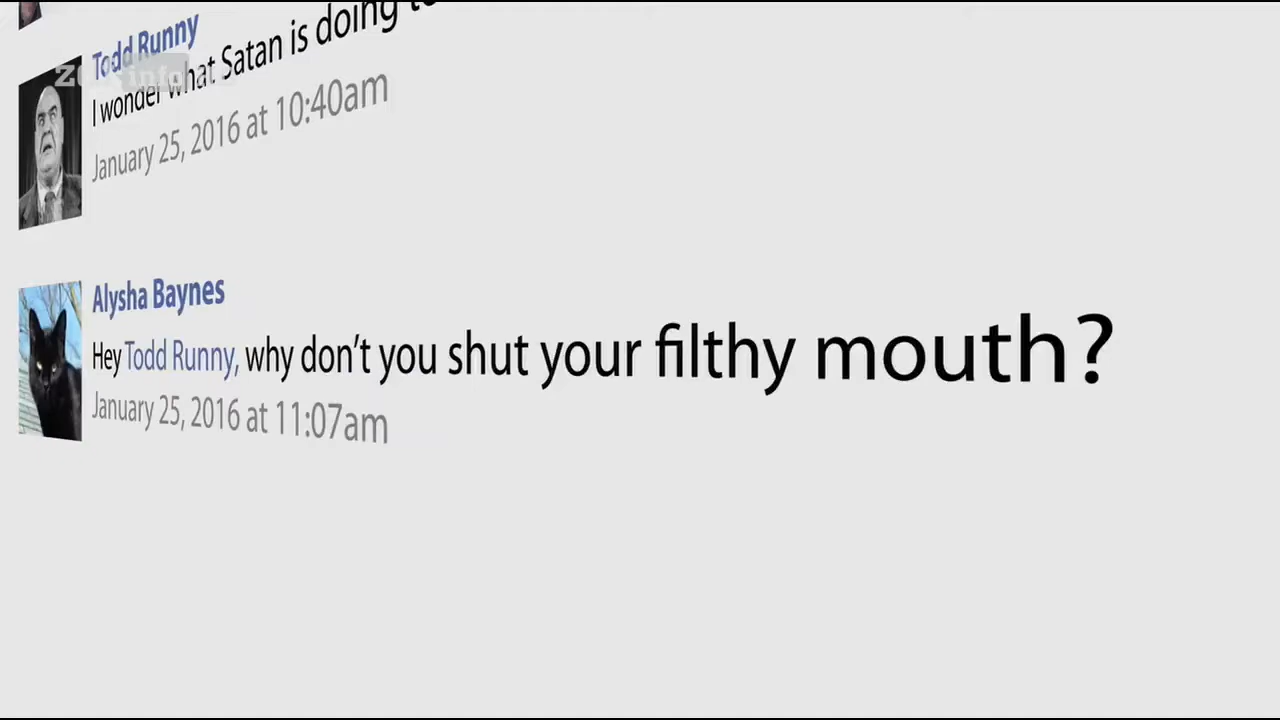 Todd Runny
I wonder what Satan is doing
January 25, 2016 at 10:40am
Alysha Baynes
Hey Todd Runny, why don't you shut your filthy mouth?
January 25, 2016 at 11:07am
info